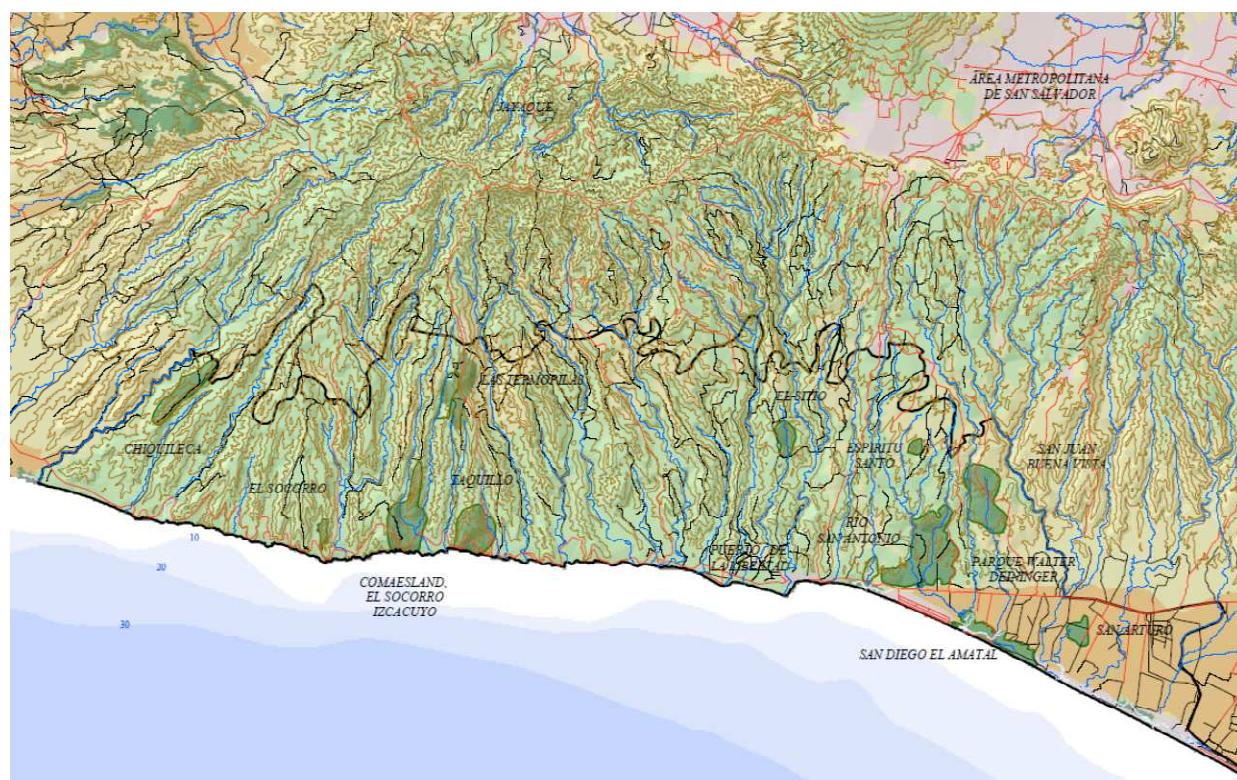 ÁREA METROPOLITANA
DE SAN SALVADOR
JAYAQUE
LAS TERMOPILAS
EL SITIO
CHIQUILECA
ESPIRITU
SANTO
SAN JUAN
BUENA VISTA
EL SOCORRO
TAQUILLO
RIO
SAN ANTONIO
10
PUERTO DE
LA LIBERTAD
PARQUE WALTER
DEININGER
20
COMAESLAND,
EL SOCORRO
IZCACUYO
30
SAN ARTURO
SAN DIEGO EL AMATAL